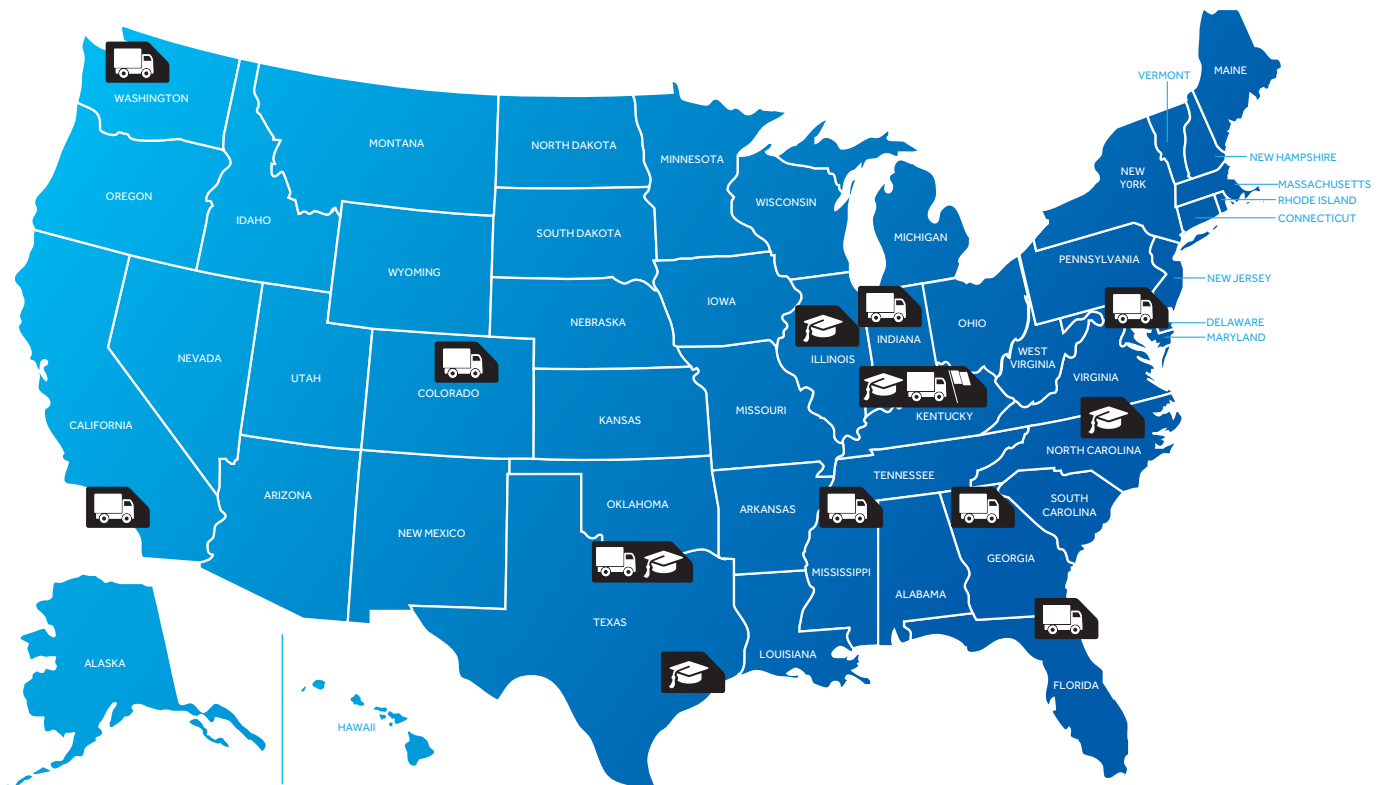 MAINE
VERMONT
WASHINGTON
MONTANA
NORTH DAKOTA
MINNESOTA
NEW HAMPSHIRE
NEW
YORK
MASSACHUSETTS
OREGON
RHODE ISLAND
WISCONSIN
IDAHO
CONNECTICUT
SOUTH DAKOTA
MICHIGAN
PENNSYLVANIA
WYOMING
NEW JERSEY
IOWA
NEBRASKA
OHIO
DELAWARE
INDIANA
MARYLAND
NEVADA
ILLINOIS
WEST
VIRGINIA
UTAH
VIRGINIA
COLORADO
MISSOURI
KENTUCKY
KANSAS
CALIFORNIA
NORTH CAROLINA
TENNESSEE
ARIZONA
SOUTH
CAROLINA
OKLAHOMA
ARKANSAS
NEW MEXICO
GEORGIA
MISSISSIPPI
ALABAMA
TEXAS
LOUISIANA
ALASKA
FLORIDA
HAWAII